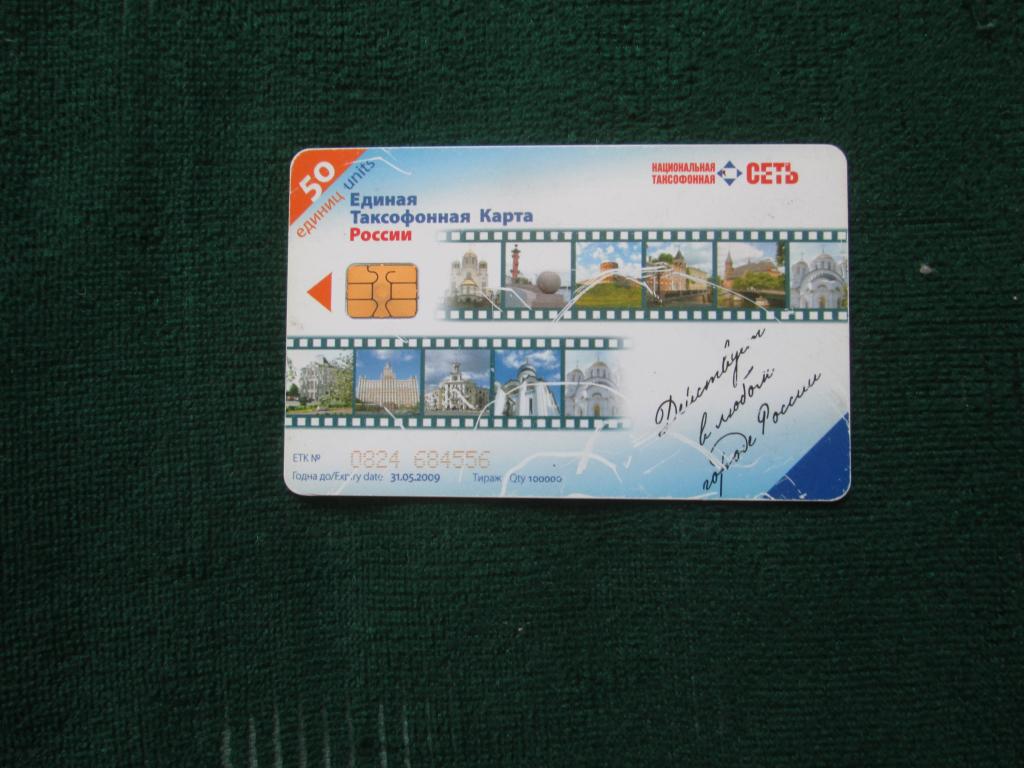 50
единиц units
Единая
Таксофонная Карта
России
НАЦИОНАЛЬНАЯ
ТАКСОФОННАЯ
СЕТЬ
Действует
в любом
городе России
ЕТК № 0824 684556
Годна до/Expiry date 31.05.2009 Тираж Qty 100000